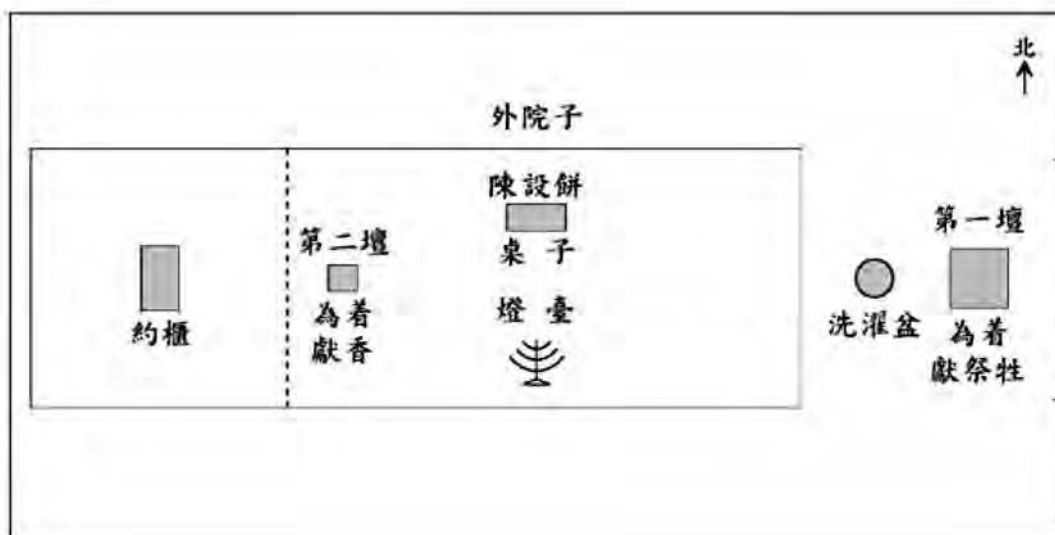 北
外院子
陳設餅
桌子
第一壇
第二壇
燈臺
為着
獻香
約櫃
洗濯盆
為着
獻祭牲